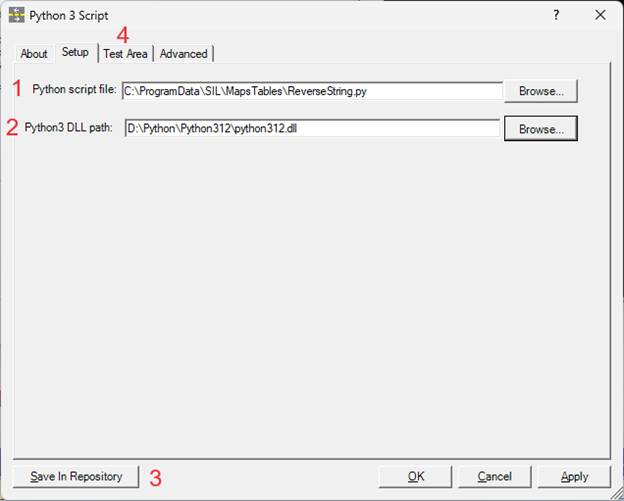 Python 3 Script ?
4
About Setup Test Area Advanced
1 Python script file: C:\ProgramData\SIL\MapsTables\ReverseString.py Browse...
2 Python3 DLL path: D:\Python\Python312\python312.dll Browse...
Save In Repository 3 OK Cancel Apply